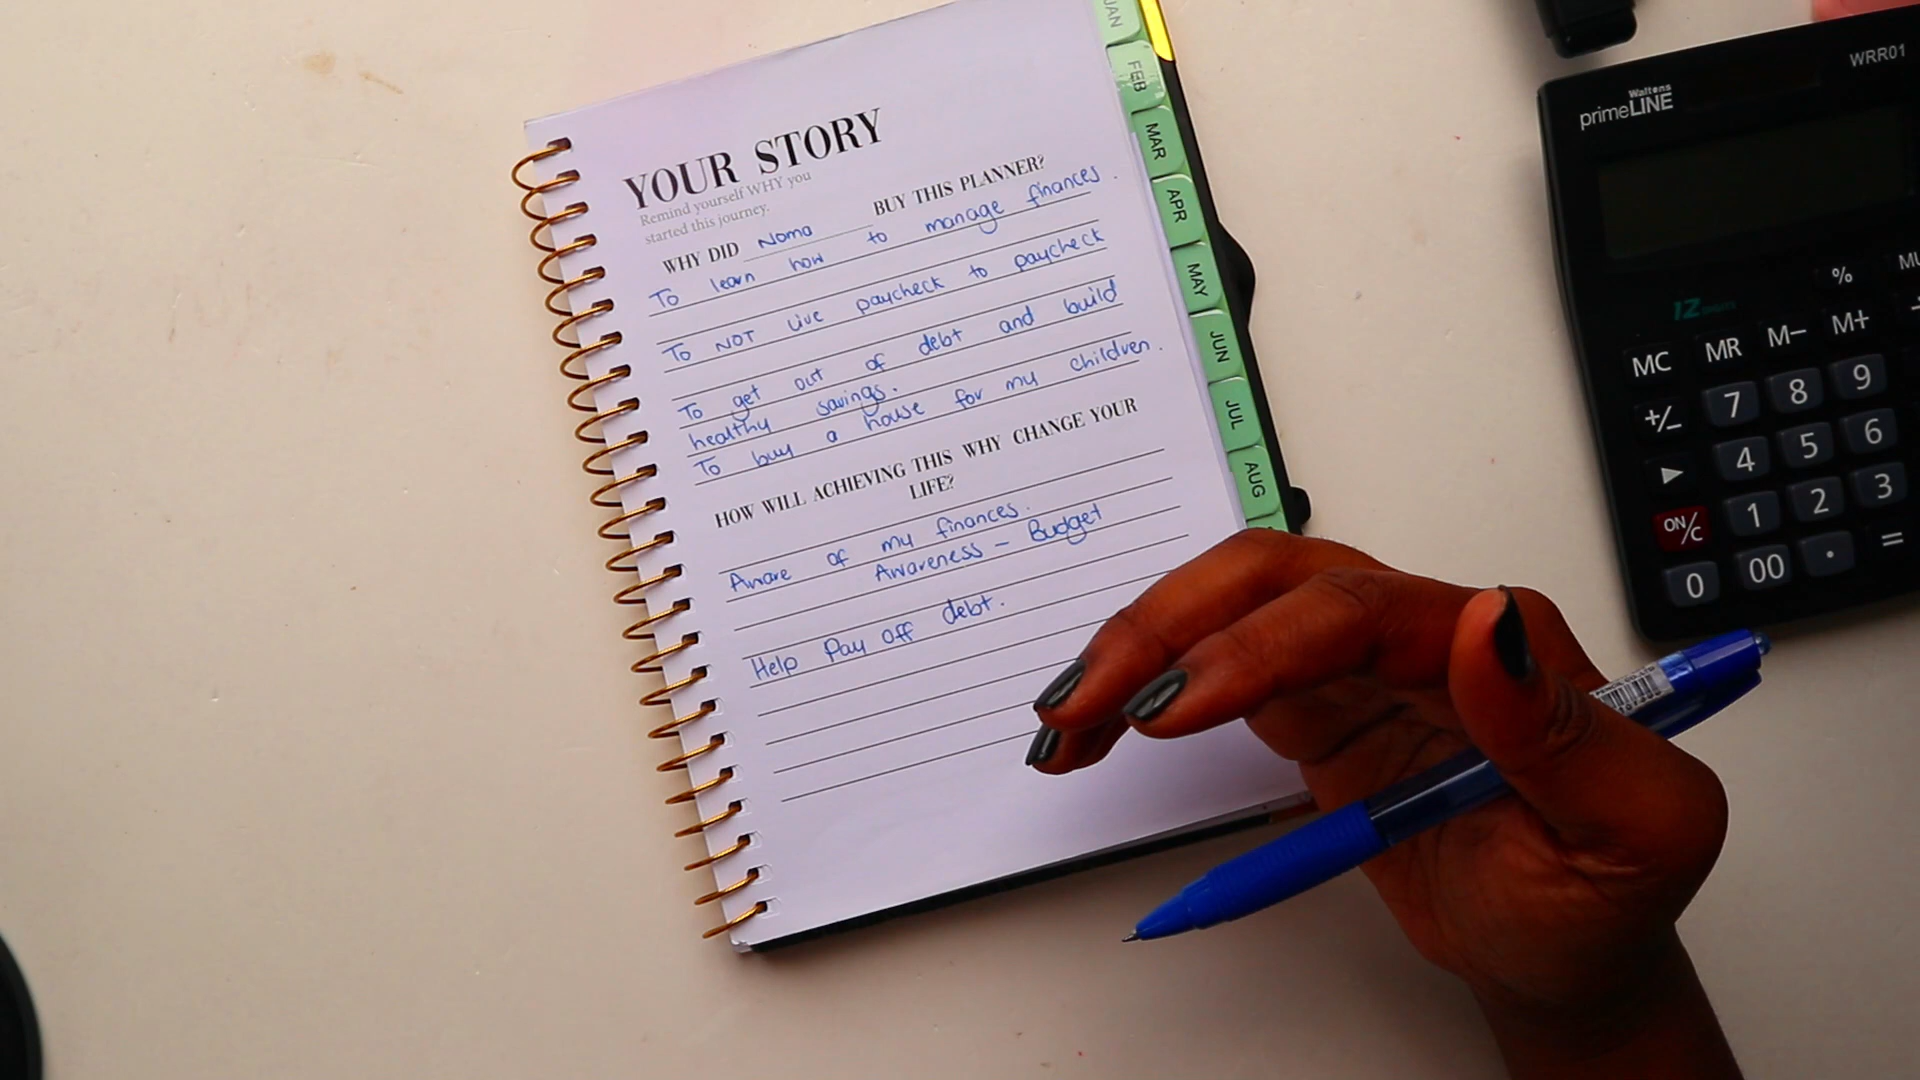 YOUR STORY
Remind yourself WHY you
started this journey.
WHY DID Noma BUY THIS PLANNER?
To learn how to manage finances.
To NOT live paycheck to paycheck
To get out of debt and build
healthy savings.
To buy a house for my children.
HOW WILL ACHIEVING THIS WHY CHANGE YOUR
LIFE?
Aware of my finances.
Awareness - Budget
Help Pay off debt.
JAN
FEB
MAR
APR
MAY
JUN
JUL
AUG
WRR01
Waltons
primeLINE
12 DIGITS
% MU
MC MR M− M+
+/− 7 8 9
▶ 4 5 6
ON/C 1 2 3
0 00 · =